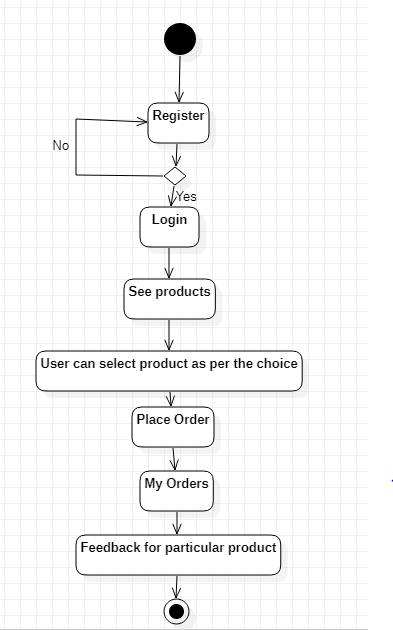 Register
No
Yes
Login
See products
User can select product as per the choice
Place Order
My Orders
Feedback for particular product